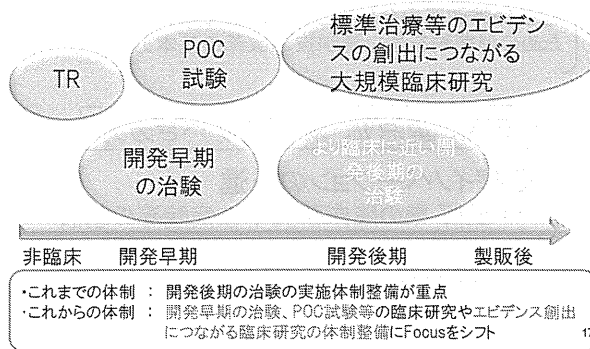 標準治療等のエビデン
スの創出につながる
大規模臨床研究
POC
試験
TR
開発早期
の治験
より臨床に近い開
発後期の
治験
非臨床
開発早期
開発後期
製販後
・これまでの体制 : 開発後期の治験の実施体制整備が重点
・これからの体制 : 開発早期の治験、POC試験等の臨床研究やエビデンス創出
につながる臨床研究の体制整備にFocusをシフト
17